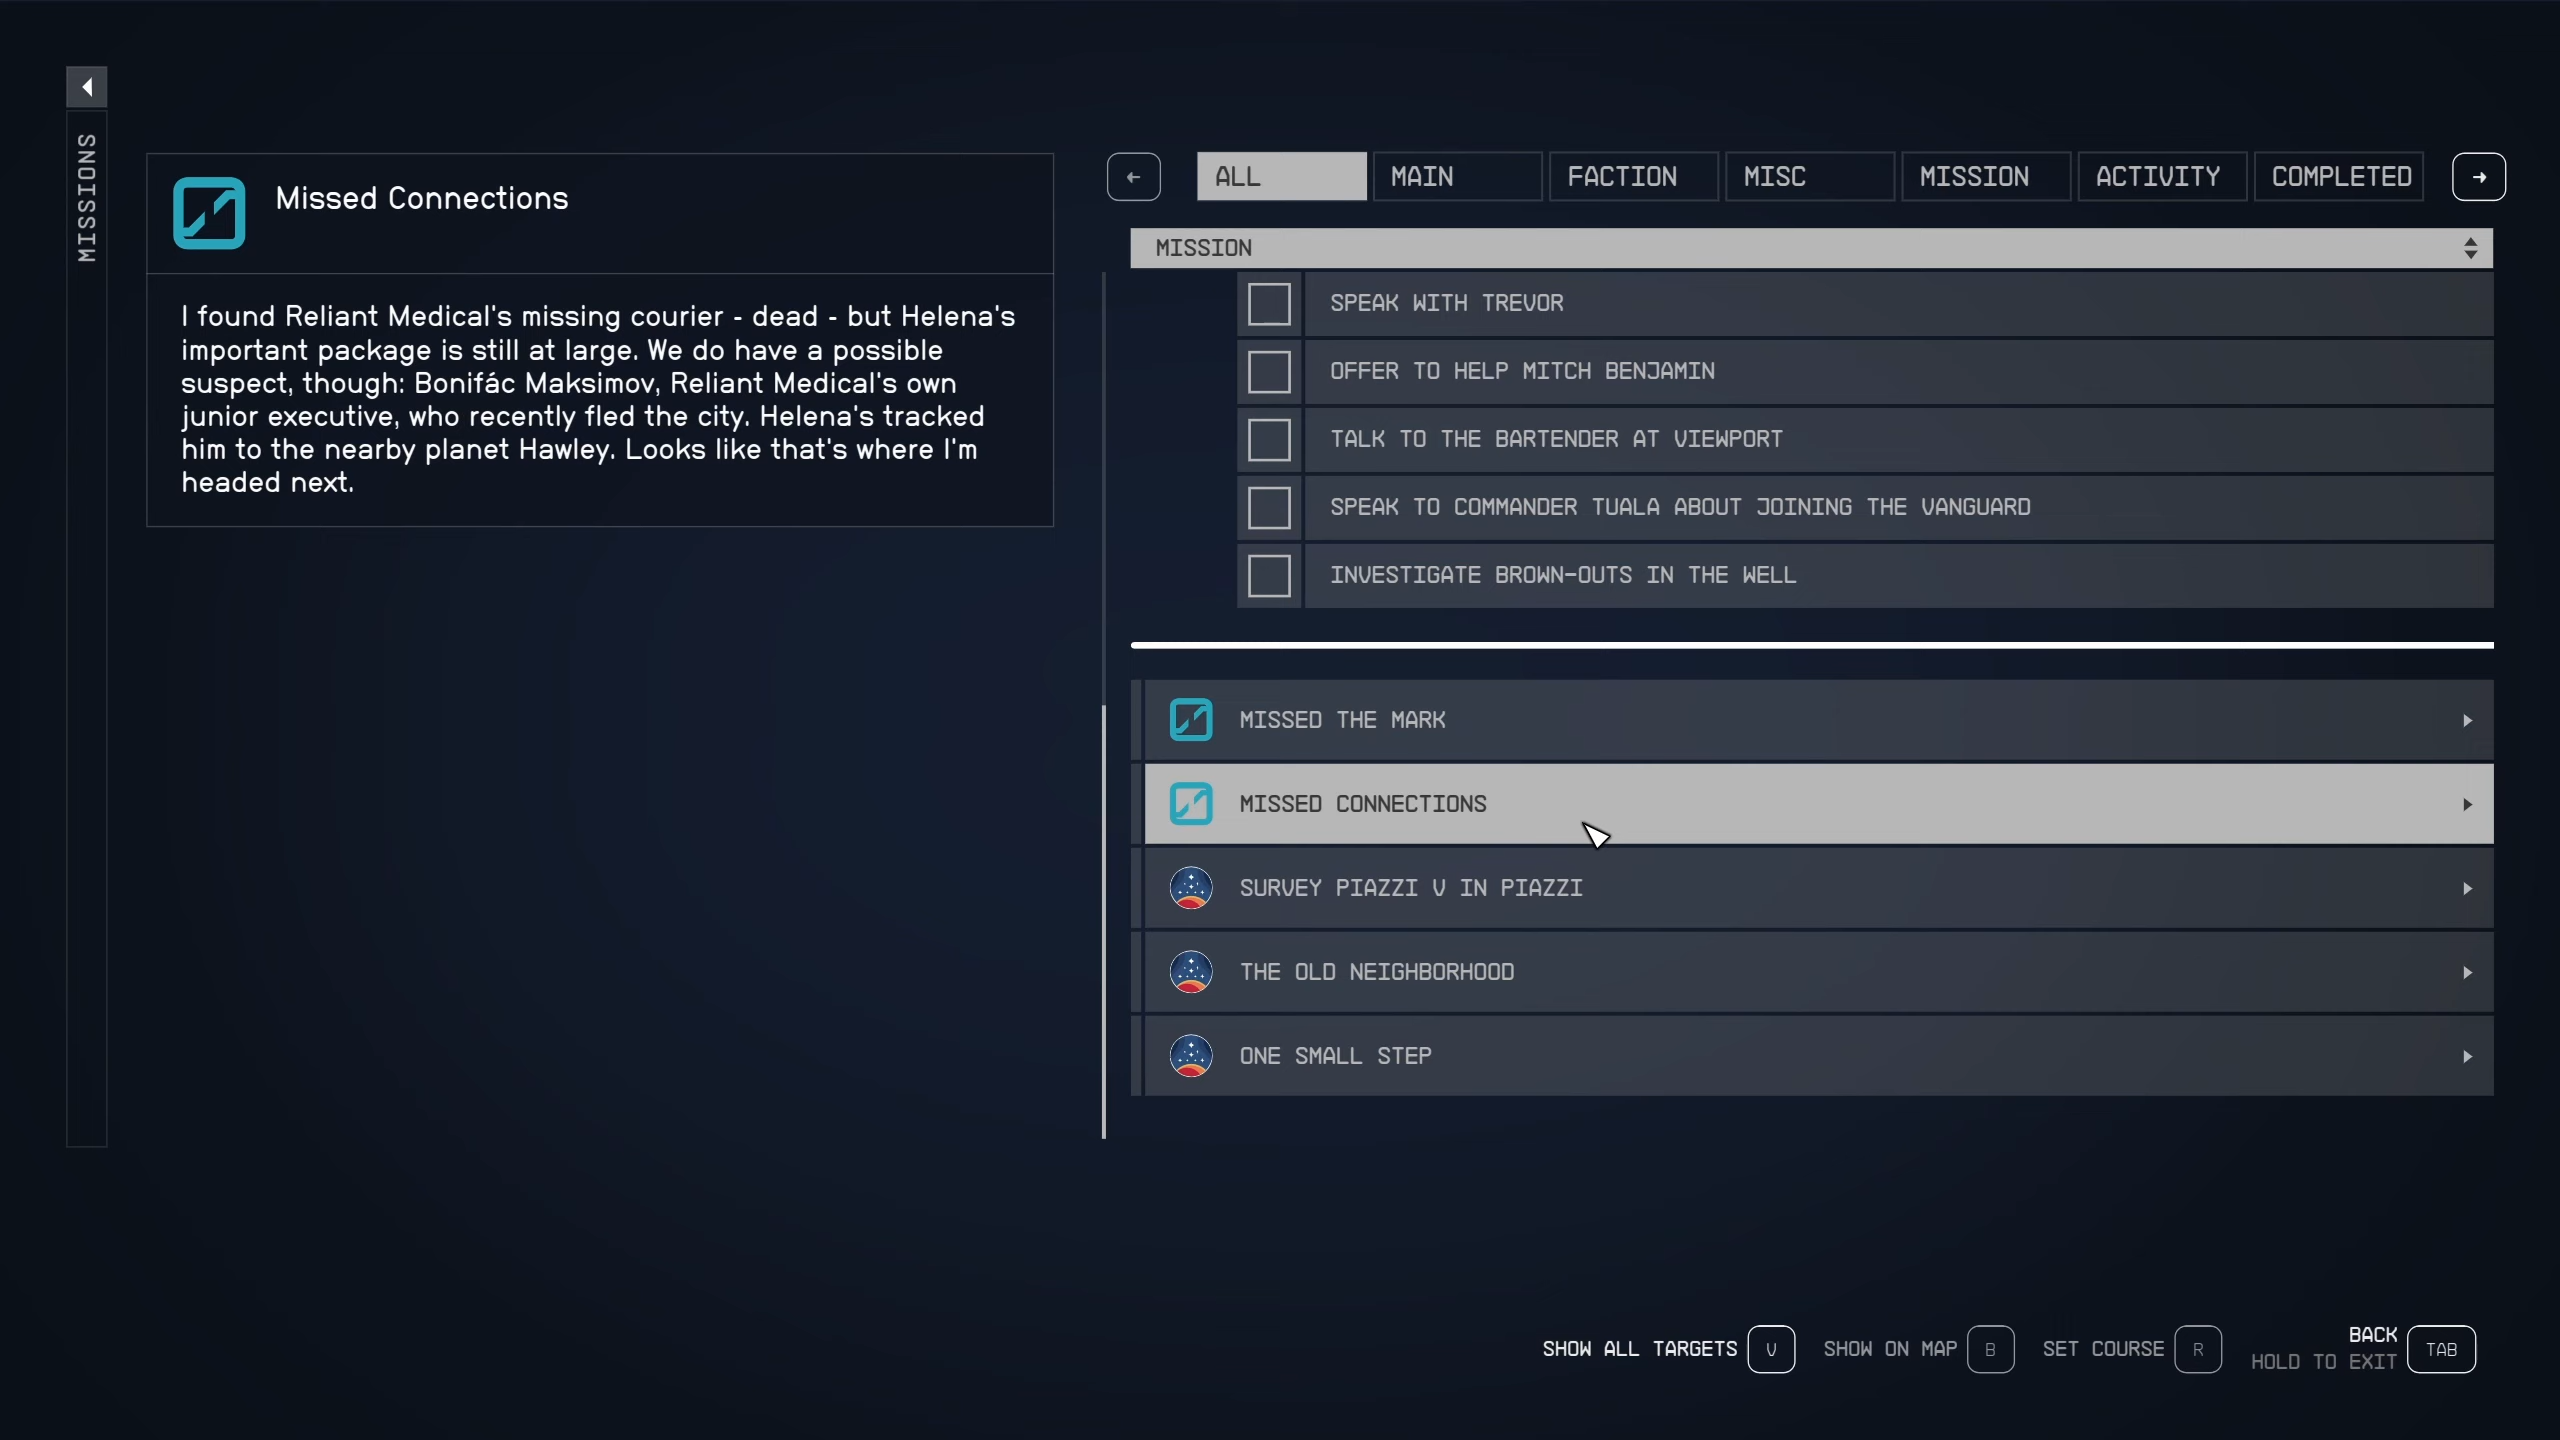 MISSIONS
Missed Connections
I found Reliant Medical's missing courier - dead - but Helena's
important package is still at large. We do have a possible
suspect, though: Bonifác Maksimov, Reliant Medical's own
junior executive, who recently fled the city. Helena's tracked
him to the nearby planet Hawley. Looks like that's where I'm
headed next.
ALL MAIN FACTION MISC MISSION ACTIVITY COMPLETED
MISSION
SPEAK WITH TREVOR
OFFER TO HELP MITCH BENJAMIN
TALK TO THE BARTENDER AT VIEWPORT
SPEAK TO COMMANDER TUALA ABOUT JOINING THE VANGUARD
INVESTIGATE BROWN-OUTS IN THE WELL
MISSED THE MARK
MISSED CONNECTIONS
SURVEY PIAZZI V IN PIAZZI
THE OLD NEIGHBORHOOD
ONE SMALL STEP
SHOW ALL TARGETS V SHOW ON MAP B SET COURSE R BACK TAB
HOLD TO EXIT